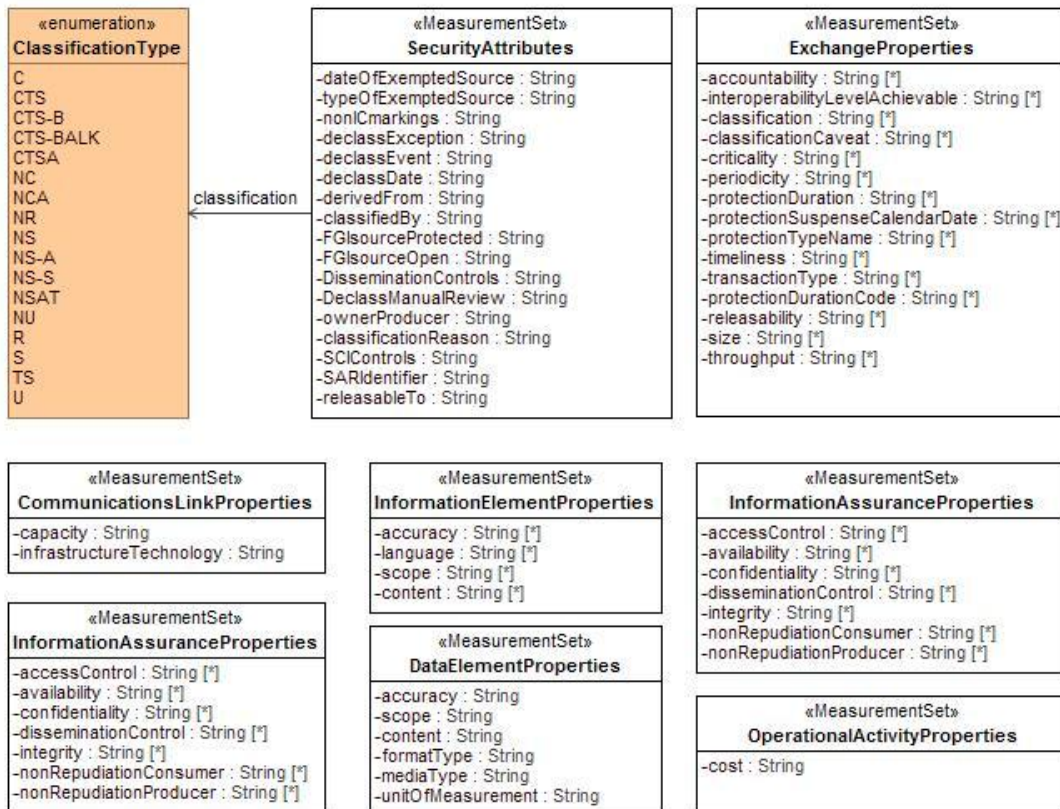 «enumeration»
ClassificationType
C
CTS
CTS-B
CTS-BALK
CTSA
NC
NCA
NR
NS
NS-A
NS-S
NSAT
NU
R
S
TS
U
classification
«MeasurementSet»
SecurityAttributes
-dateOfExemptedSource : String
-typeOfExemptedSource : String
-nonICmarkings : String
-declassException : String
-declassEvent : String
-declassDate : String
-derivedFrom : String
-classifiedBy : String
-FGIsourceProtected : String
-FGIsourceOpen : String
-DisseminationControls : String
-DeclassManualReview : String
-ownerProducer : String
-classificationReason : String
-SCIControls : String
-SARIdentifier : String
-releasableTo : String
«MeasurementSet»
ExchangeProperties
-accountability : String [*]
-interoperabilityLevelAchievable : String [*]
-classification : String [*]
-classificationCaveat : String [*]
-criticality : String [*]
-periodicity : String [*]
-protectionDuration : String [*]
-protectionSuspenseCalendarDate : String [*]
-protectionTypeName : String [*]
-timeliness : String [*]
-transactionType : String [*]
-protectionDurationCode : String [*]
-releasability : String [*]
-size : String [*]
-throughput : String [*]
«MeasurementSet»
CommunicationsLinkProperties
-capacity : String
-infrastructureTechnology : String
«MeasurementSet»
InformationElementProperties
-accuracy : String [*]
-language : String [*]
-scope : String [*]
-content : String [*]
«MeasurementSet»
InformationAssuranceProperties
-accessControl : String [*]
-availability : String [*]
-confidentiality : String [*]
-disseminationControl : String [*]
-integrity : String [*]
-nonRepudiationConsumer : String [*]
-nonRepudiationProducer : String [*]
«MeasurementSet»
InformationAssuranceProperties
-accessControl : String [*]
-availability : String [*]
-confidentiality : String [*]
-disseminationControl : String [*]
-integrity : String [*]
-nonRepudiationConsumer : String [*]
-nonRepudiationProducer : String [*]
«MeasurementSet»
DataElementProperties
-accuracy : String
-scope : String
-content : String
-formatType : String
-mediaType : String
-unitOfMeasurement : String
«MeasurementSet»
OperationalActivityProperties
-cost : String